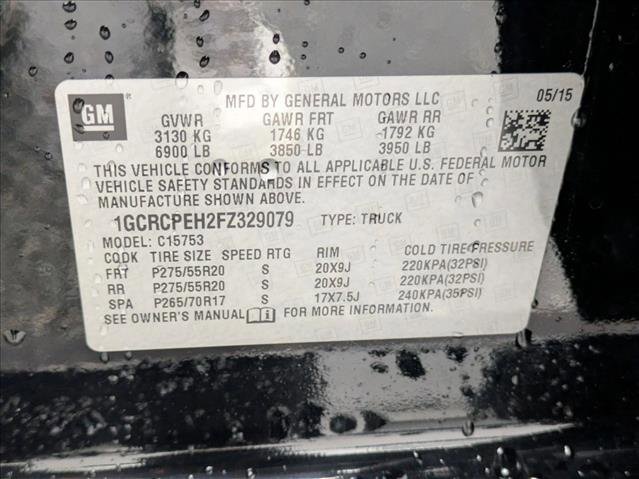 GM
MFD BY GENERAL MOTORS LLC 05/15
GVWR GAWR FRT GAWR RR
3130 KG 1746 KG 1792 KG
6900 LB 3850 LB 3950 LB
THIS VEHICLE CONFORMS TO ALL APPLICABLE U.S. FEDERAL MOTOR
VEHICLE SAFETY STANDARDS IN EFFECT ON THE DATE OF
MANUFACTURE SHOWN ABOVE.
1GCRCPEH2FZ329079 TYPE: TRUCK
MODEL: C15753
CODK TIRE SIZE SPEED RTG RIM COLD TIRE PRESSURE
FRT P275/55R20 S 20X9J 220KPA(32PSI)
RR P275/55R20 S 20X9J 220KPA(32PSI)
SPA P265/70R17 S 17X7.5J 240KPA(35PSI)
SEE OWNER'S MANUAL FOR MORE INFORMATION.